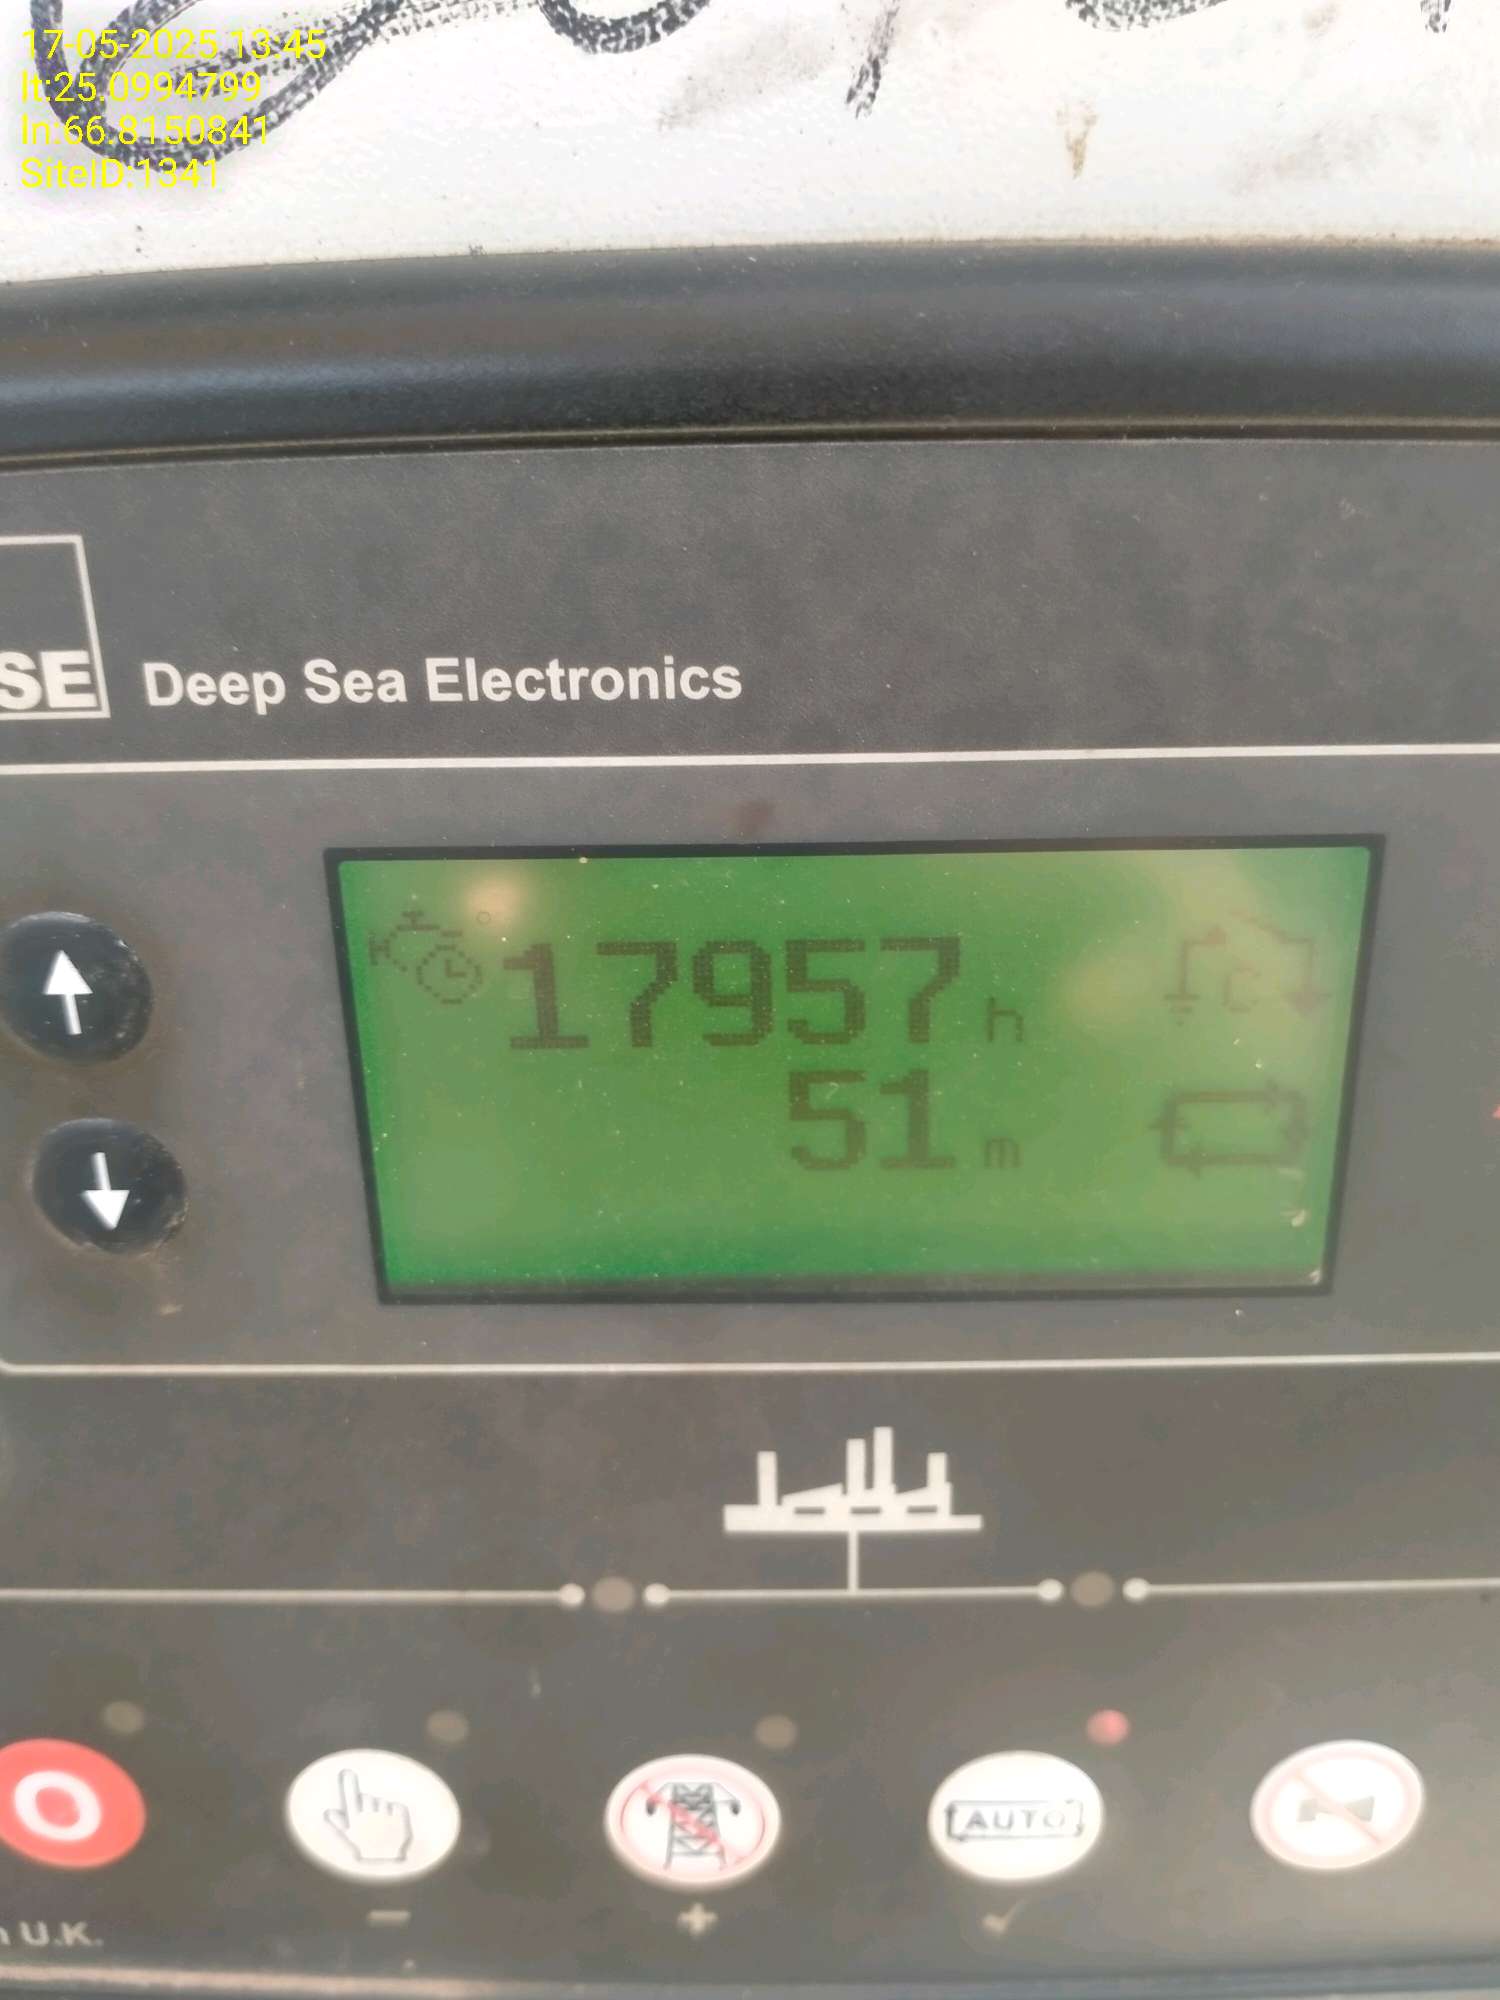 17-05-2025 13:45
lt:25.0994799
ln:66.8150841
SiteID:1341
SE Deep Sea Electronics
17957 h
51 m
AUTO
U.K.
- + ✓